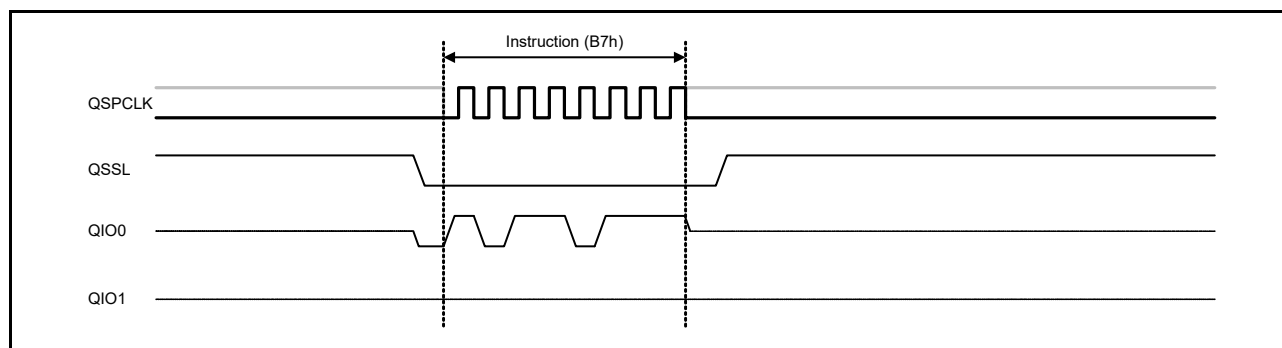 Instruction (B7h)
QSPCLK
QSSL
QIO0
QIO1